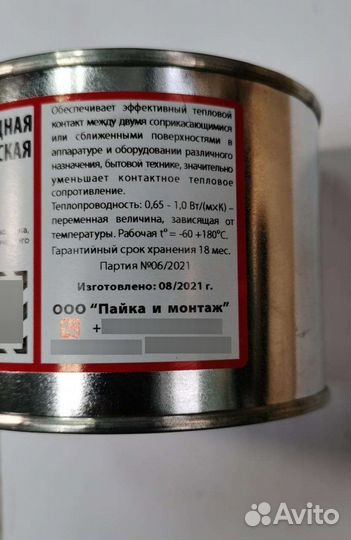 ДНАЯ
СКАЯ
Обеспечивает эффективный тепловой
контакт между двумя соприкасающимися
или сближенными поверхностями в
аппаратуре и оборудовании различного
назначения, бытовой технике, значительно
уменьшает контактное тепловое
сопротивление.
Теплопроводность: 0,65 - 1,0 Вт/(мхК) –
переменная величина, зависящая от
температуры. Рабочая t° = -60 +180°С.
Гарантийный срок хранения 18 мес.
Партия №06/2021
Изготовлено: 08/2021 г.
ООО "Пайка и монтаж"
+
Avito